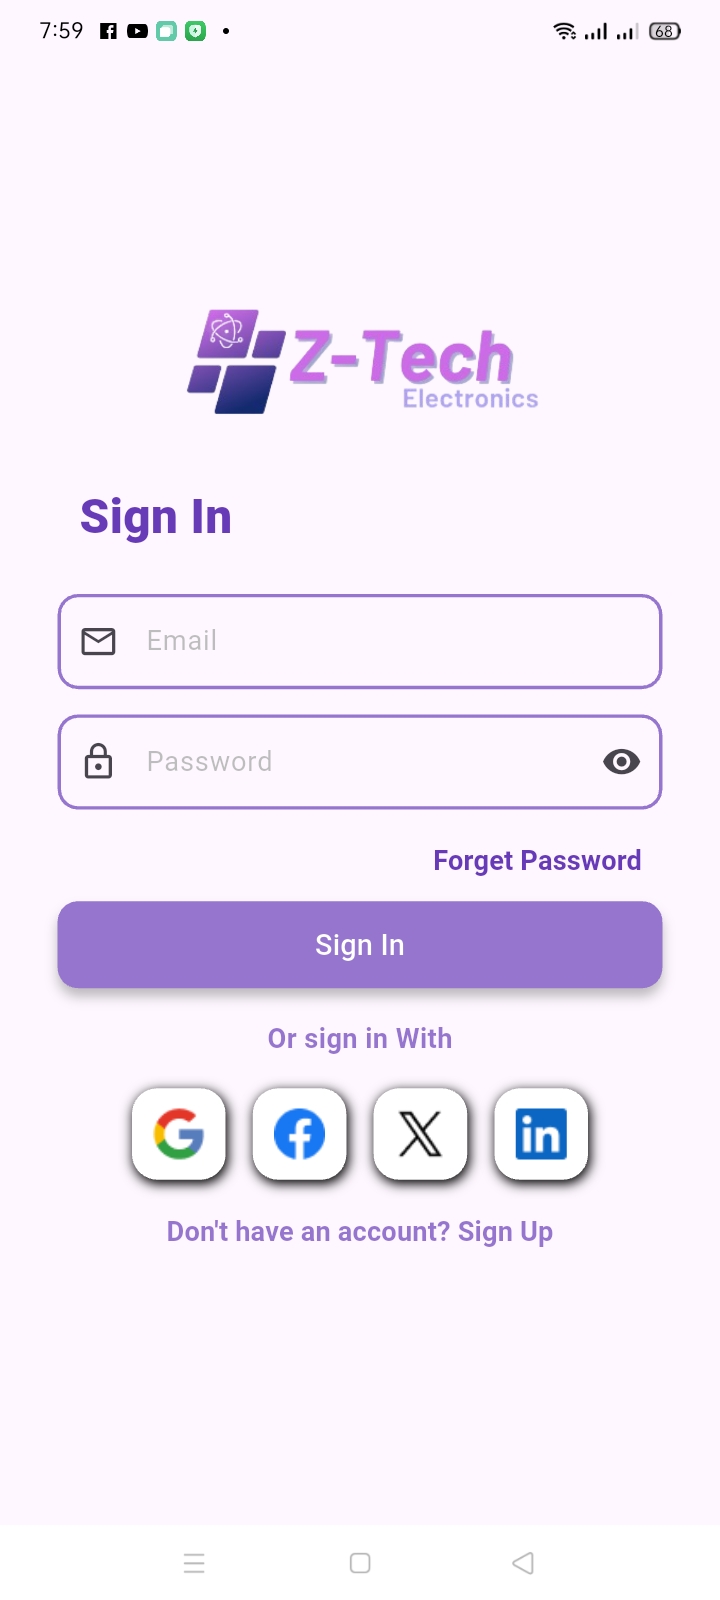 7:59 68
Z-Tech
Electronics
Sign In
Email
Password
Forget Password
Sign In
Or sign in With
Don't have an account? Sign Up